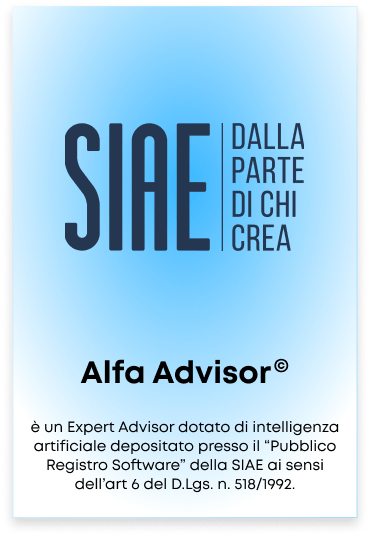 SIAE
DALLA
PARTE
DI CHI
CREA
Alfa Advisor©
è un Expert Advisor dotato di intelligenza
artificiale depositato presso il “Pubblico
Registro Software” della SIAE ai sensi
dell’art 6 del D.Lgs. n. 518/1992.